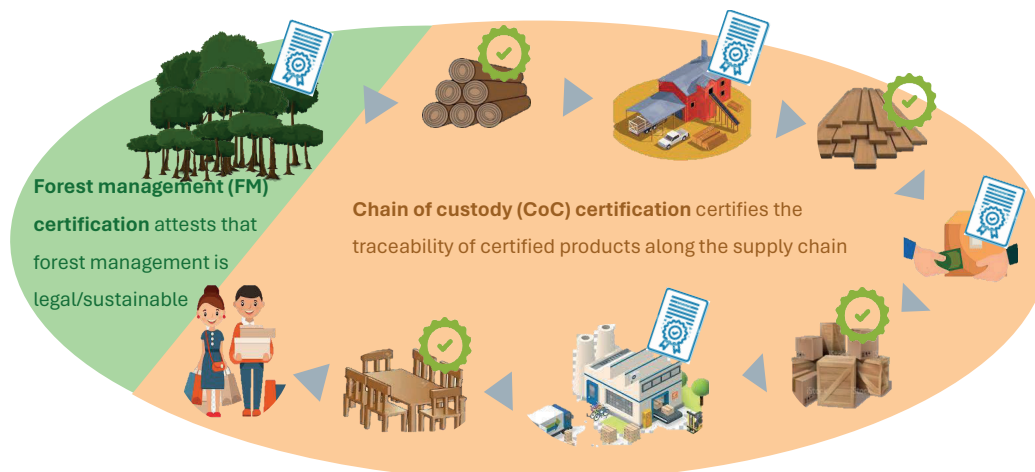 Forest management (FM)
certification attests that
forest management is
legal/sustainable
Chain of custody (CoC) certification certifies the
traceability of certified products along the supply chain